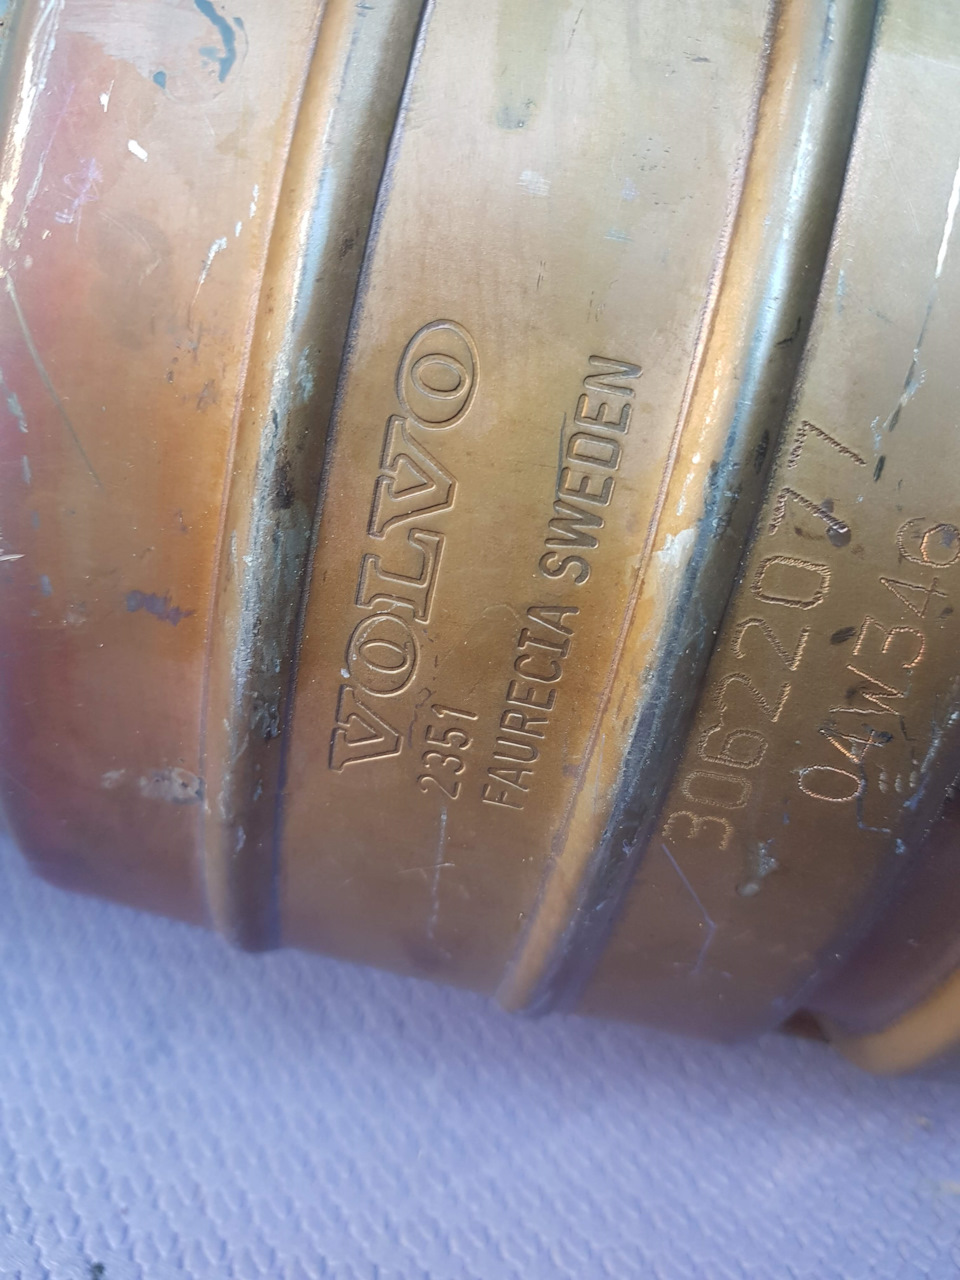 VOLVO
2351
FAURECIA SWEDEN
30622077
04W346